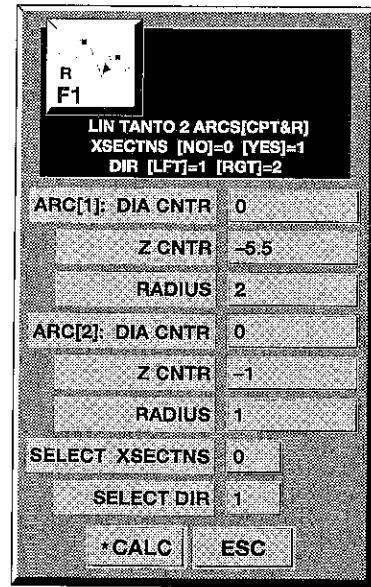 R
F1
LIN TANTO 2 ARCS[CPT&R]
XSECTNS [NO]=0 [YES]=1
DIR [LFT]=1 [RGT]=2
ARC[1]: DIA CNTR 0
Z CNTR –5.5
RADIUS 2
ARC[2]: DIA CNTR 0
Z CNTR –1
RADIUS 1
SELECT XSECTNS 0
SELECT DIR 1
*CALC ESC